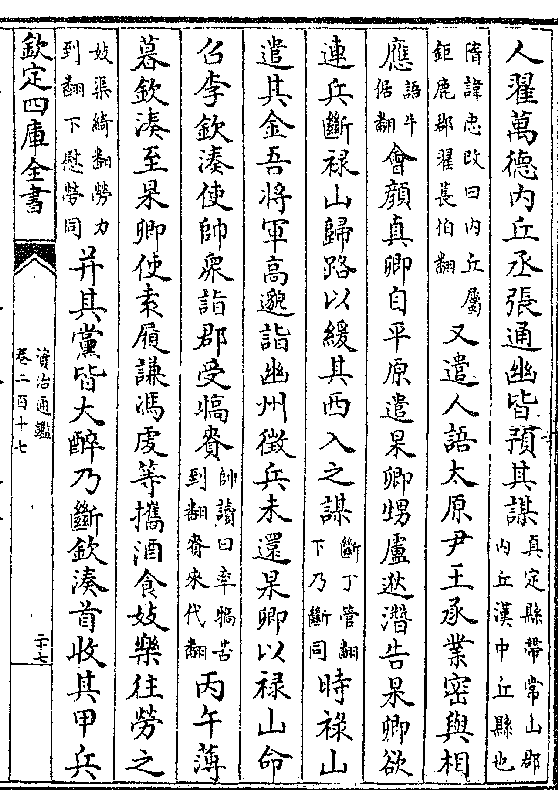 人翟萬德内丘丞張通幽皆預其謀真定縣帶常山郡内丘漢中丘縣也
隋諱忠改曰内丘屬鉅鹿郡翟萇伯翻又遣人語太原尹王承業密與相
應語牛倨翻會顔真卿自平原遣杲卿甥盧逖潛告杲卿欲
連兵斷禄山歸路以緩其西入之謀斷丁管翻下乃斷同時禄山
遣其金吾將軍高邈詣幽州徵兵未還杲卿以禄山命
召李欽湊使帥衆詣郡受犒賚帥讀曰率犒苦到翻賚來代翻丙午薄
暮欽湊至杲卿使袁履謙馮虔等攜酒食妓樂往勞之
妓渠綺翻勞力到翻下慰勞同并其黨皆大醉乃斷欽湊首收其甲兵
欽定四庫全書
資治通鑑
卷二百十七
二十七